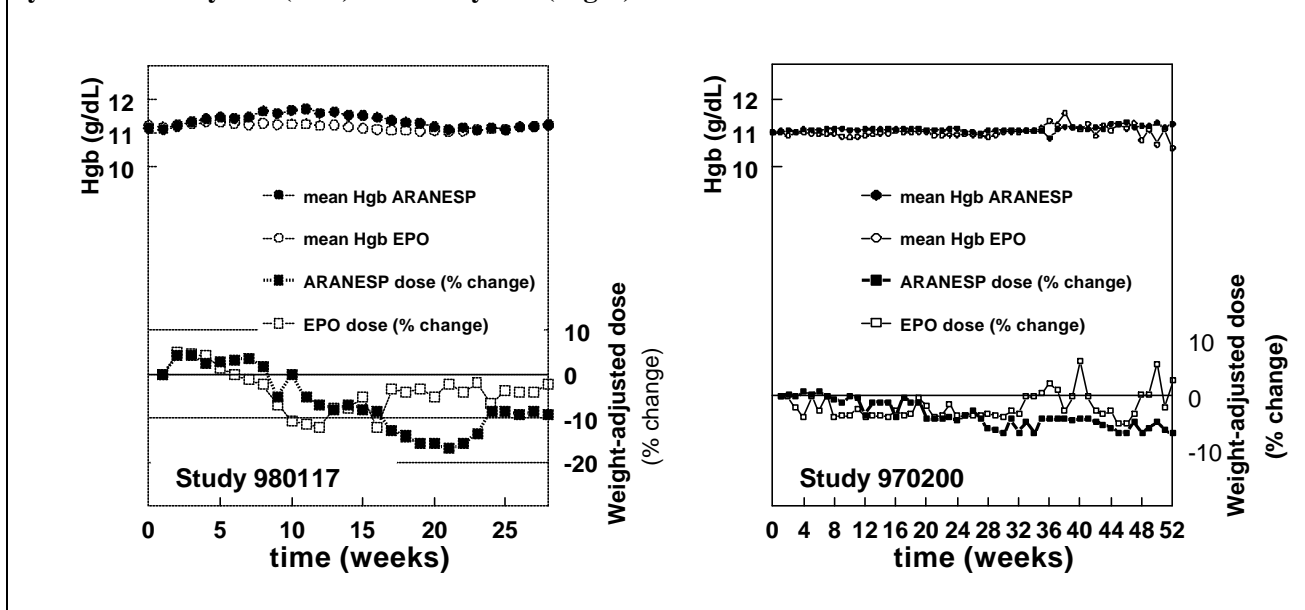 Hgb (g/dL)
12
11
10
mean Hgb ARANESP
mean Hgb EPO
ARANESP dose (% change)
EPO dose (% change)
10
0
-10
-20
Weight-adjusted dose
(% change)
Study 980117
0 5 10 15 20 25
time (weeks)
Hgb (g/dL)
12
11
10
mean Hgb ARANESP
mean Hgb EPO
ARANESP dose (% change)
EPO dose (% change)
10
0
-10
Weight-adjusted dose
(% change)
Study 970200
0 4 8 12 16 20 24 28 32 36 40 44 48 52
time (weeks)